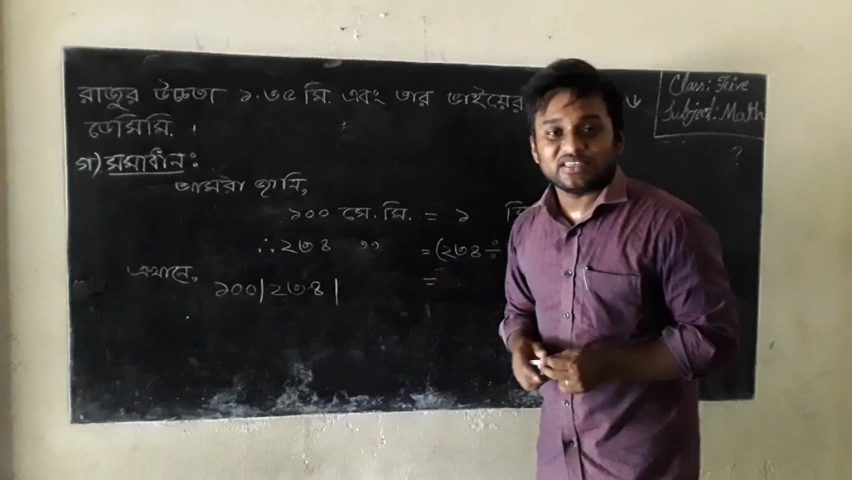 রাজুর উচ্চতা ১.৩৫ মি. এবং তার ভাইয়ের ৬
ডেসিমি.।
Class: Five
Subject: Math
?
গ) সমাধান:
আমরা জানি,
১০০ সে. মি. = ১ মি
∴ ২৩৪ ,, = (২৩৪ ÷
এখানে, =
১০০|২৩৪|